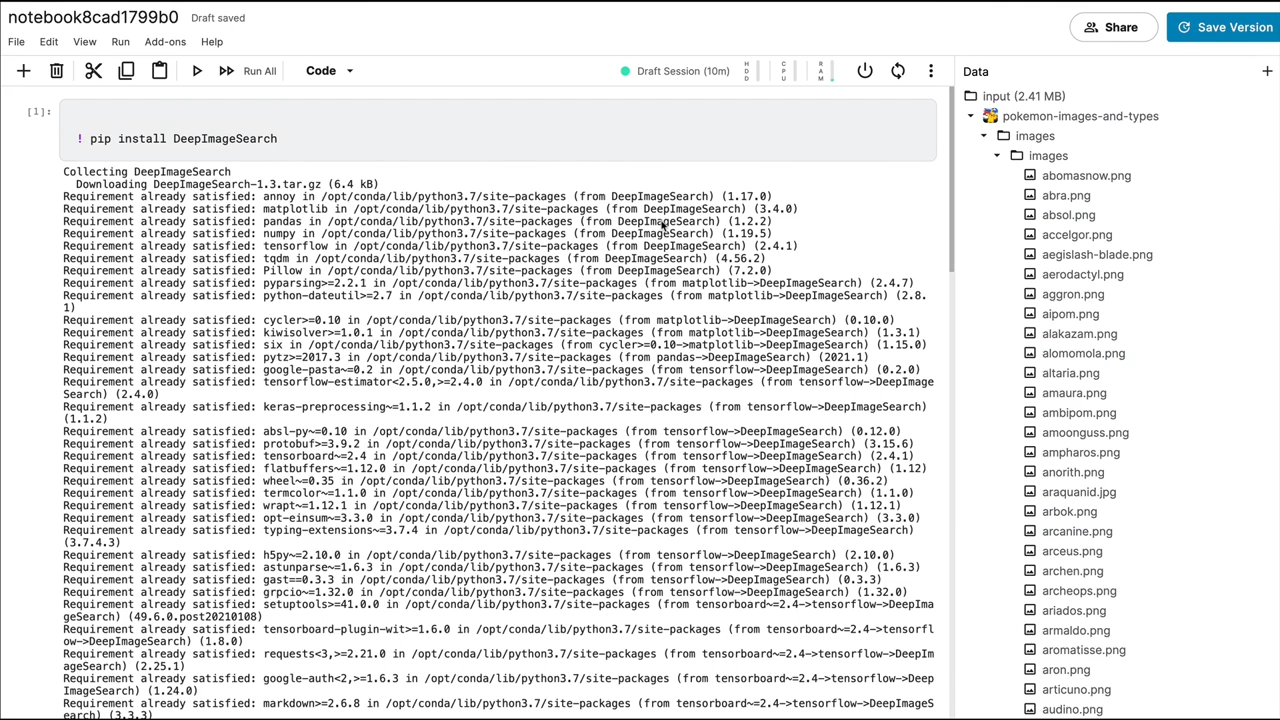 notebook8cad1799b0 Draft saved
Share
Save Version
File Edit View Run Add-ons Help
Run All
Code
Draft Session (10m)
HDD
CPU
RAM
Data
[1]:
! pip install DeepImageSearch
Collecting DeepImageSearch
Downloading DeepImageSearch-1.3.tar.gz (6.4 kB)
Requirement already satisfied: annoy in /opt/conda/lib/python3.7/site-packages (from DeepImageSearch) (1.17.0)
Requirement already satisfied: matplotlib in /opt/conda/lib/python3.7/site-packages (from DeepImageSearch) (3.4.0)
Requirement already satisfied: pandas in /opt/conda/lib/python3.7/site-packages (from DeepImageSearch) (1.2.2)
Requirement already satisfied: numpy in /opt/conda/lib/python3.7/site-packages (from DeepImageSearch) (1.19.5)
Requirement already satisfied: tensorflow in /opt/conda/lib/python3.7/site-packages (from DeepImageSearch) (2.4.1)
Requirement already satisfied: tqdm in /opt/conda/lib/python3.7/site-packages (from DeepImageSearch) (4.56.2)
Requirement already satisfied: Pillow in /opt/conda/lib/python3.7/site-packages (from DeepImageSearch) (7.2.0)
Requirement already satisfied: pyparsing>=2.2.1 in /opt/conda/lib/python3.7/site-packages (from matplotlib->DeepImageSearch) (2.4.7)
Requirement already satisfied: python-dateutil>=2.7 in /opt/conda/lib/python3.7/site-packages (from matplotlib->DeepImageSearch) (2.8.
1)
Requirement already satisfied: cycler>=0.10 in /opt/conda/lib/python3.7/site-packages (from matplotlib->DeepImageSearch) (0.10.0)
Requirement already satisfied: kiwisolver>=1.0.1 in /opt/conda/lib/python3.7/site-packages (from matplotlib->DeepImageSearch) (1.3.1)
Requirement already satisfied: six in /opt/conda/lib/python3.7/site-packages (from cycler>=0.10->matplotlib->DeepImageSearch) (1.15.0)
Requirement already satisfied: pytz>=2017.3 in /opt/conda/lib/python3.7/site-packages (from pandas->DeepImageSearch) (2021.1)
Requirement already satisfied: google-pasta~=0.2 in /opt/conda/lib/python3.7/site-packages (from tensorflow->DeepImageSearch) (0.2.0)
Requirement already satisfied: tensorflow-estimator<2.5.0,>=2.4.0 in /opt/conda/lib/python3.7/site-packages (from tensorflow->DeepImage
Search) (2.4.0)
Requirement already satisfied: keras-preprocessing~=1.1.2 in /opt/conda/lib/python3.7/site-packages (from tensorflow->DeepImageSearch)
(1.1.2)
Requirement already satisfied: absl-py~=0.10 in /opt/conda/lib/python3.7/site-packages (from tensorflow->DeepImageSearch) (0.12.0)
Requirement already satisfied: protobuf>=3.9.2 in /opt/conda/lib/python3.7/site-packages (from tensorflow->DeepImageSearch) (3.15.6)
Requirement already satisfied: tensorboard~=2.4 in /opt/conda/lib/python3.7/site-packages (from tensorflow->DeepImageSearch) (2.4.1)
Requirement already satisfied: flatbuffers~=1.12.0 in /opt/conda/lib/python3.7/site-packages (from tensorflow->DeepImageSearch) (1.12)
Requirement already satisfied: wheel~=0.35 in /opt/conda/lib/python3.7/site-packages (from tensorflow->DeepImageSearch) (0.36.2)
Requirement already satisfied: termcolor~=1.1.0 in /opt/conda/lib/python3.7/site-packages (from tensorflow->DeepImageSearch) (1.1.0)
Requirement already satisfied: wrapt~=1.12.1 in /opt/conda/lib/python3.7/site-packages (from tensorflow->DeepImageSearch) (1.12.1)
Requirement already satisfied: opt-einsum~=3.3.0 in /opt/conda/lib/python3.7/site-packages (from tensorflow->DeepImageSearch) (3.3.0)
Requirement already satisfied: typing-extensions~=3.7.4 in /opt/conda/lib/python3.7/site-packages (from tensorflow->DeepImageSearch)
(3.7.4.3)
Requirement already satisfied: h5py~=2.10.0 in /opt/conda/lib/python3.7/site-packages (from tensorflow->DeepImageSearch) (2.10.0)
Requirement already satisfied: astunparse~=1.6.3 in /opt/conda/lib/python3.7/site-packages (from tensorflow->DeepImageSearch) (1.6.3)
Requirement already satisfied: gast==0.3.3 in /opt/conda/lib/python3.7/site-packages (from tensorflow->DeepImageSearch) (0.3.3)
Requirement already satisfied: grpcio~=1.32.0 in /opt/conda/lib/python3.7/site-packages (from tensorflow->DeepImageSearch) (1.32.0)
Requirement already satisfied: setuptools>=41.0.0 in /opt/conda/lib/python3.7/site-packages (from tensorboard~=2.4->tensorflow->DeepIma
geSearch) (49.6.0.post20210108)
Requirement already satisfied: tensorboard-plugin-wit>=1.6.0 in /opt/conda/lib/python3.7/site-packages (from tensorboard~=2.4->tensorfl
ow->DeepImageSearch) (1.8.0)
Requirement already satisfied: requests<3,>=2.21.0 in /opt/conda/lib/python3.7/site-packages (from tensorboard~=2.4->tensorflow->DeepIm
ageSearch) (2.25.1)
Requirement already satisfied: google-auth<2,>=1.6.3 in /opt/conda/lib/python3.7/site-packages (from tensorboard~=2.4->tensorflow->Deep
ImageSearch) (1.24.0)
Requirement already satisfied: markdown>=2.6.8 in /opt/conda/lib/python3.7/site-packages (from tensorboard~=2.4->tensorflow->DeepImageS
earch) (3.3.3)
input (2.41 MB)
pokemon-images-and-types
images
images
abomasnow.png
abra.png
absol.png
accelgor.png
aegislash-blade.png
aerodactyl.png
aggron.png
aipom.png
alakazam.png
alomomola.png
altaria.png
amaura.png
ambipom.png
amoonguss.png
ampharos.png
anorith.png
araquanid.jpg
arbok.png
arcanine.png
arceus.png
archen.png
archeops.png
ariados.png
armaldo.png
aromatisse.png
aron.png
articuno.png
audino.png